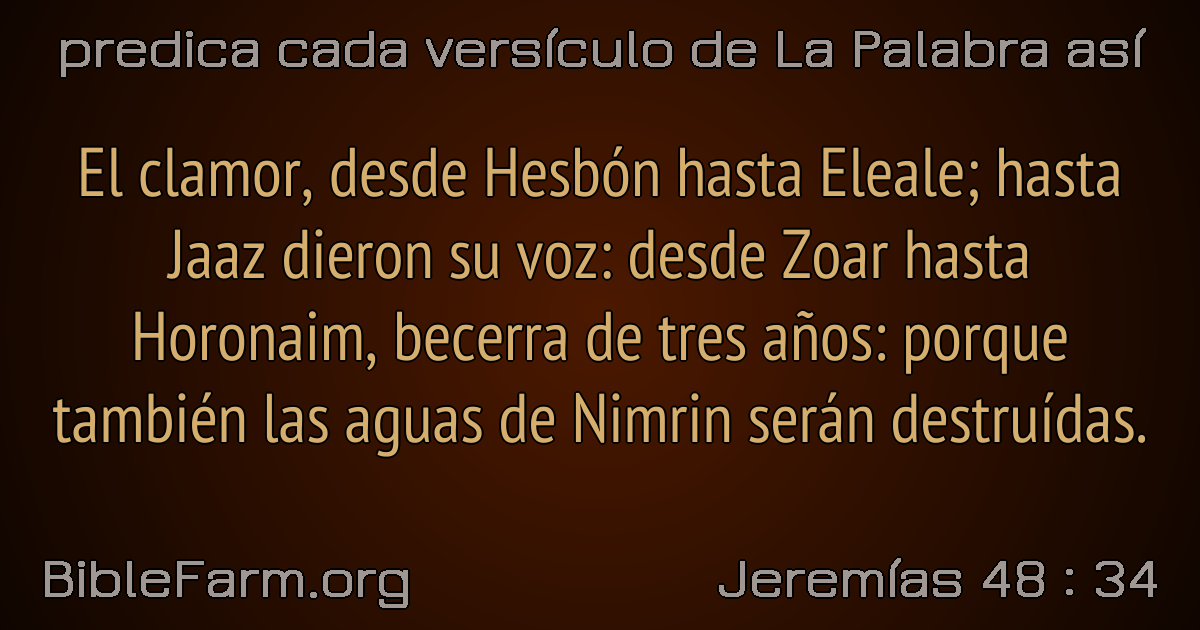 predica cada versículo de La Palabra así
El clamor, desde Hesbón hasta Eleale; hasta
Jaaz dieron su voz: desde Zoar hasta
Horonaim, becerra de tres años: porque
también las aguas de Nimrin serán destruídas.
BibleFarm.org
Jeremías 48 : 34